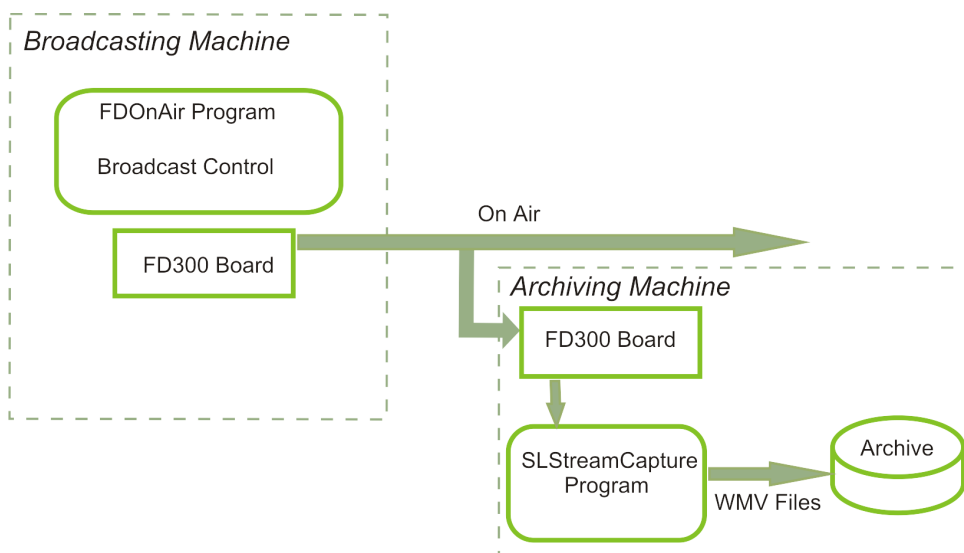 Broadcasting Machine
FDOnAir Program
Broadcast Control
FD300 Board
On Air
Archiving Machine
FD300 Board
SLStreamCapture
Program
WMV Files
Archive